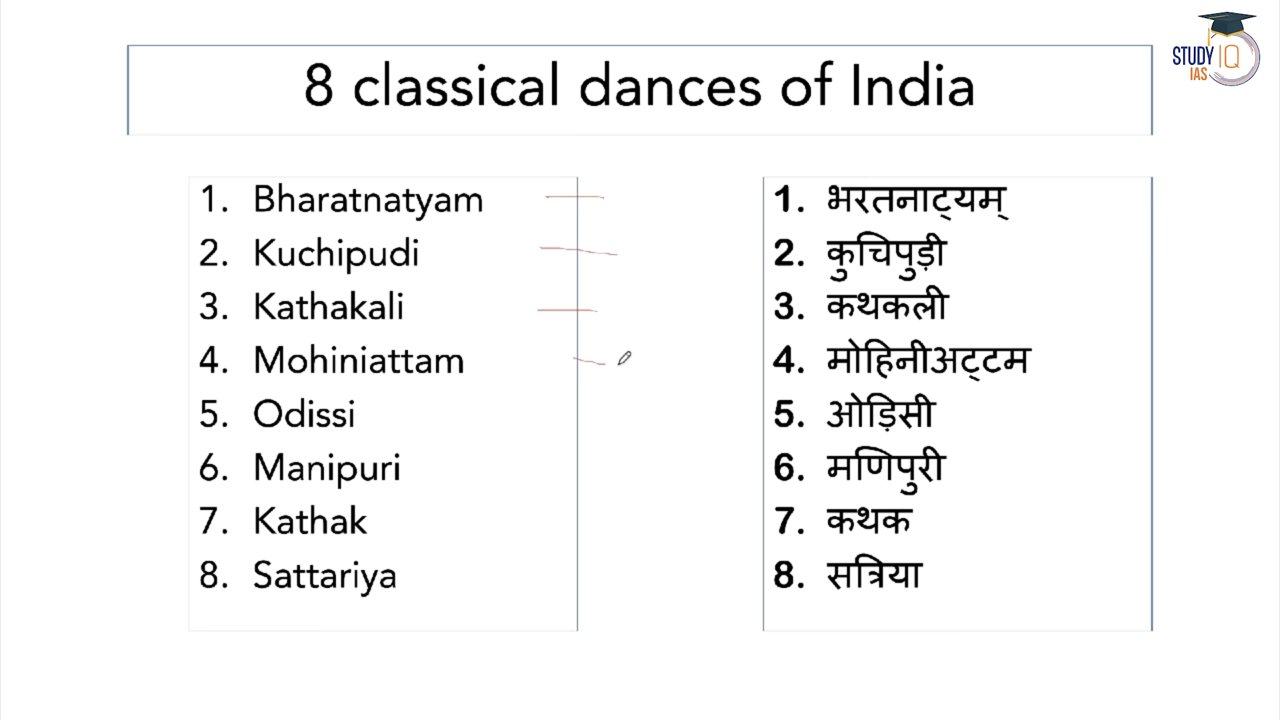 STUDY IQ
IAS
8 classical dances of India
1. Bharatnatyam
2. Kuchipudi
3. Kathakali
4. Mohiniattam
5. Odissi
6. Manipuri
7. Kathak
8. Sattariya
1. भरतनाट्यम्
2. कुचिपुड़ी
3. कथकली
4. मोहिनीअट्टम
5. ओड़िसी
6. मणिपुरी
7. कथक
8. सत्रिया